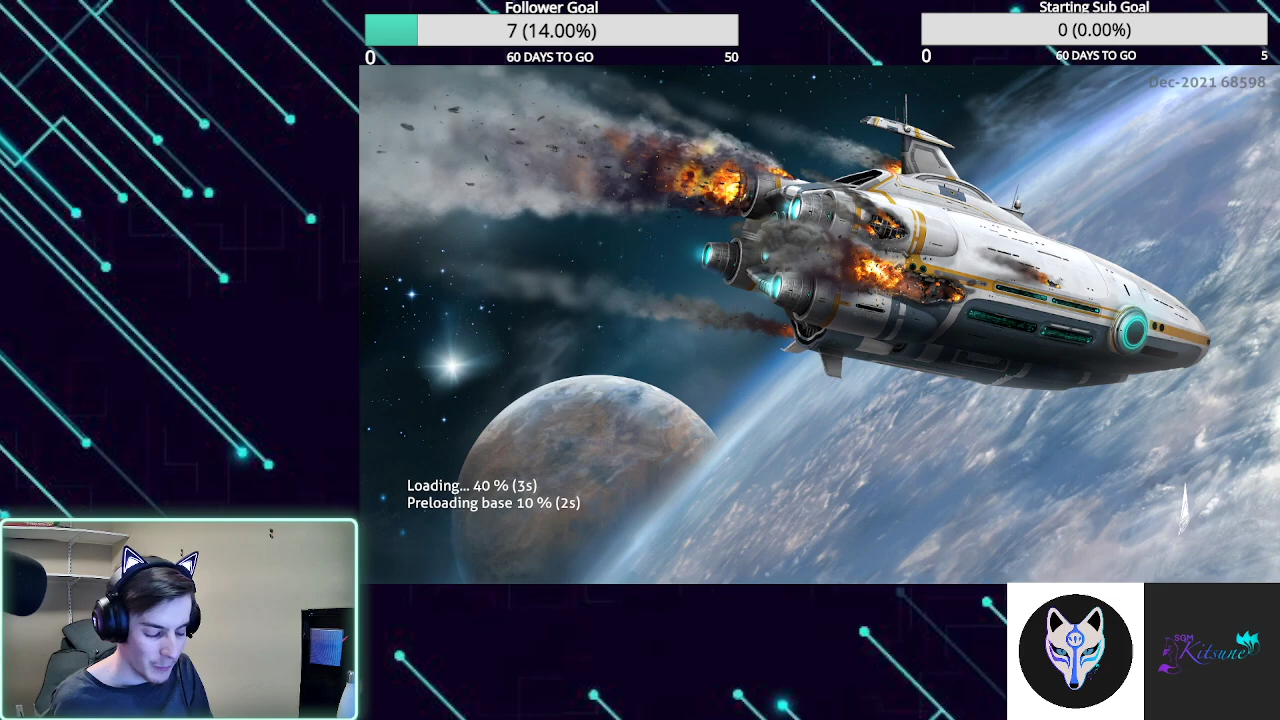 Follower Goal
7 (14.00%)
0
60 DAYS TO GO
50
Starting Sub Goal
0 (0.00%)
0
60 DAYS TO GO
5
Dec-2021 68598
Loading... 40 % (3s)
Preloading base 10 % (2s)
SQM
Kitsune